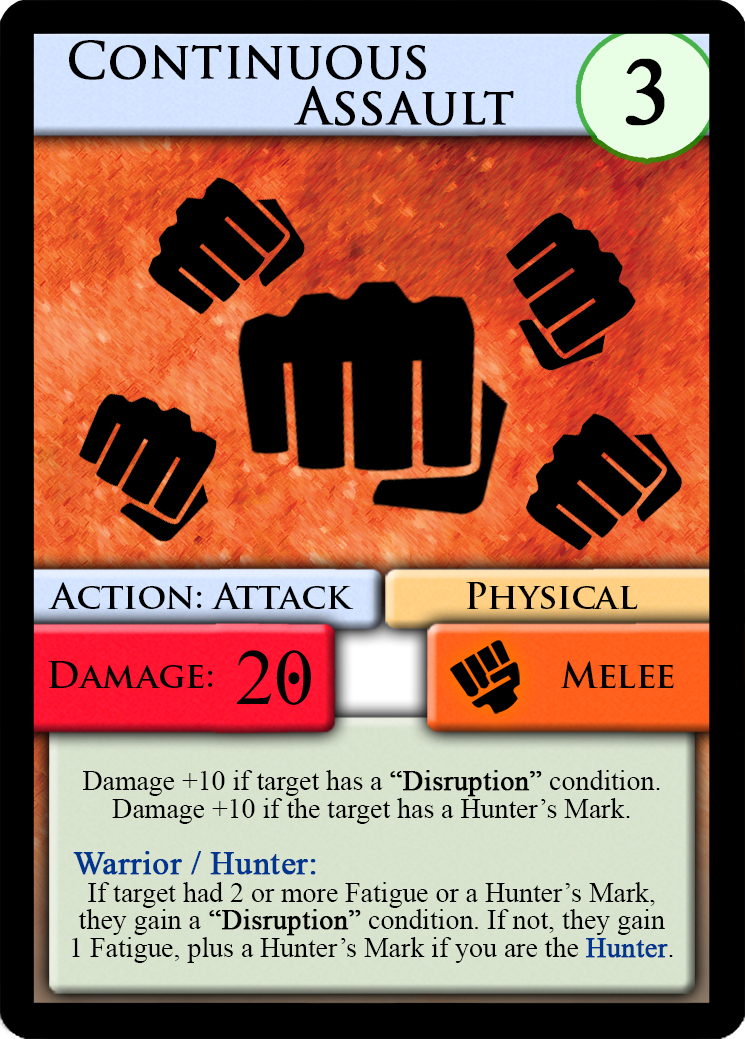 Continuous
Assault
3
Action: Attack
Physical
Damage: 20
Melee
Damage +10 if target has a “Disruption” condition.
Damage +10 if the target has a Hunter’s Mark.
Warrior / Hunter:
If target had 2 or more Fatigue or a Hunter’s Mark,
they gain a “Disruption” condition. If not, they gain
1 Fatigue, plus a Hunter’s Mark if you are the Hunter.